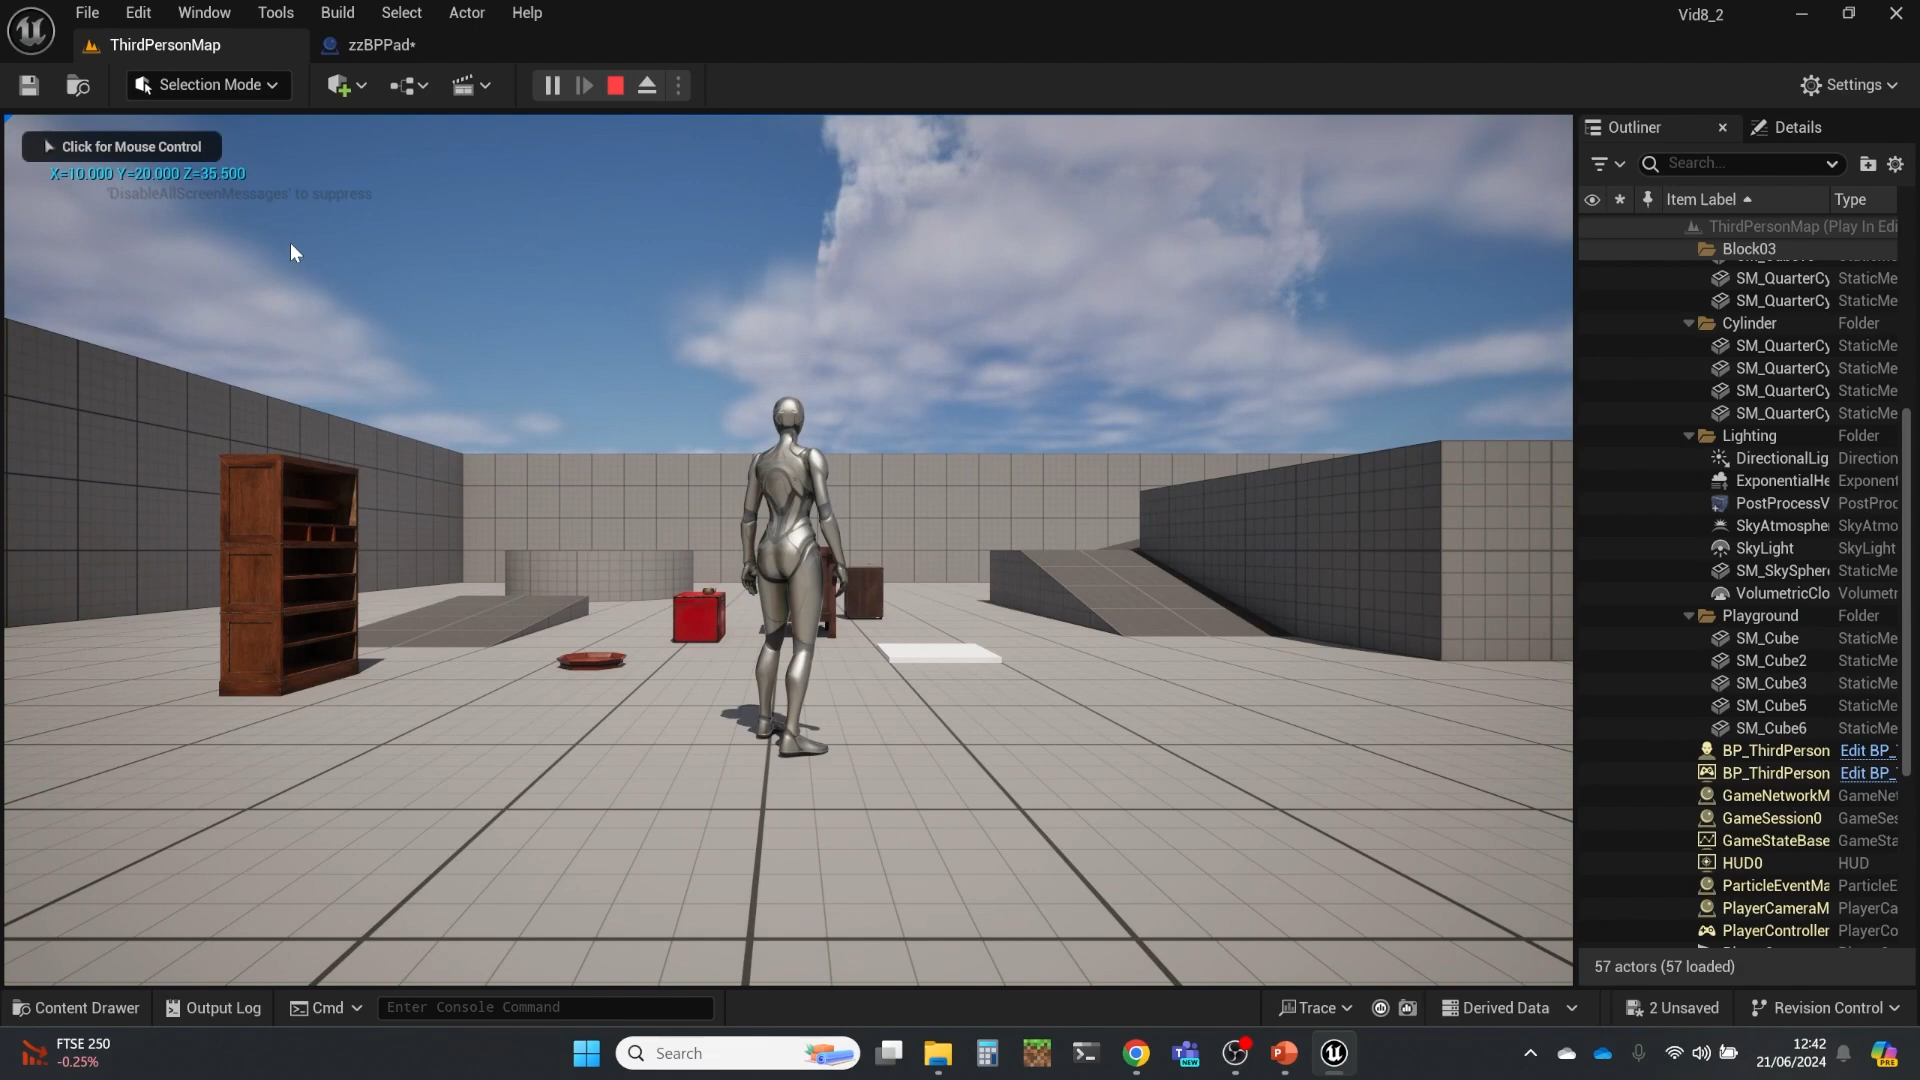 File Edit Window Tools Build Select Actor Help
Vid8_2
ThirdPersonMap
zzBPPad*
Selection Mode
Settings
Click for Mouse Control
X=10.000 Y=20.000 Z=35.500
'DisableAllScreenMessages' to suppress
Outliner
Details
Search...
Item Label
Type
ThirdPersonMap (Play In Edi
Block03
SM_QuarterCy StaticMe
SM_QuarterCy StaticMe
Cylinder Folder
SM_QuarterCy StaticMe
SM_QuarterCy StaticMe
SM_QuarterCy StaticMe
SM_QuarterCy StaticMe
Lighting Folder
DirectionalLig Direction
ExponentialHe Exponent
PostProcessV PostProc
SkyAtmosphe SkyAtmo
SkyLight SkyLight
SM_SkySpher StaticMe
VolumetricClo Volumetr
Playground Folder
SM_Cube StaticMe
SM_Cube2 StaticMe
SM_Cube3 StaticMe
SM_Cube5 StaticMe
SM_Cube6 StaticMe
BP_ThirdPerson Edit BP_
BP_ThirdPerson Edit BP_
GameNetworkM GameNet
GameSession0 GameSes
GameStateBase GameSta
HUD0 HUD
ParticleEventMa ParticleE
PlayerCameraM PlayerCa
PlayerController PlayerCo
57 actors (57 loaded)
Content Drawer
Output Log
Cmd
Enter Console Command
Trace
Derived Data
2 Unsaved
Revision Control
FTSE 250
-0.25%
Search
NEW
12:42
21/06/2024
PRE